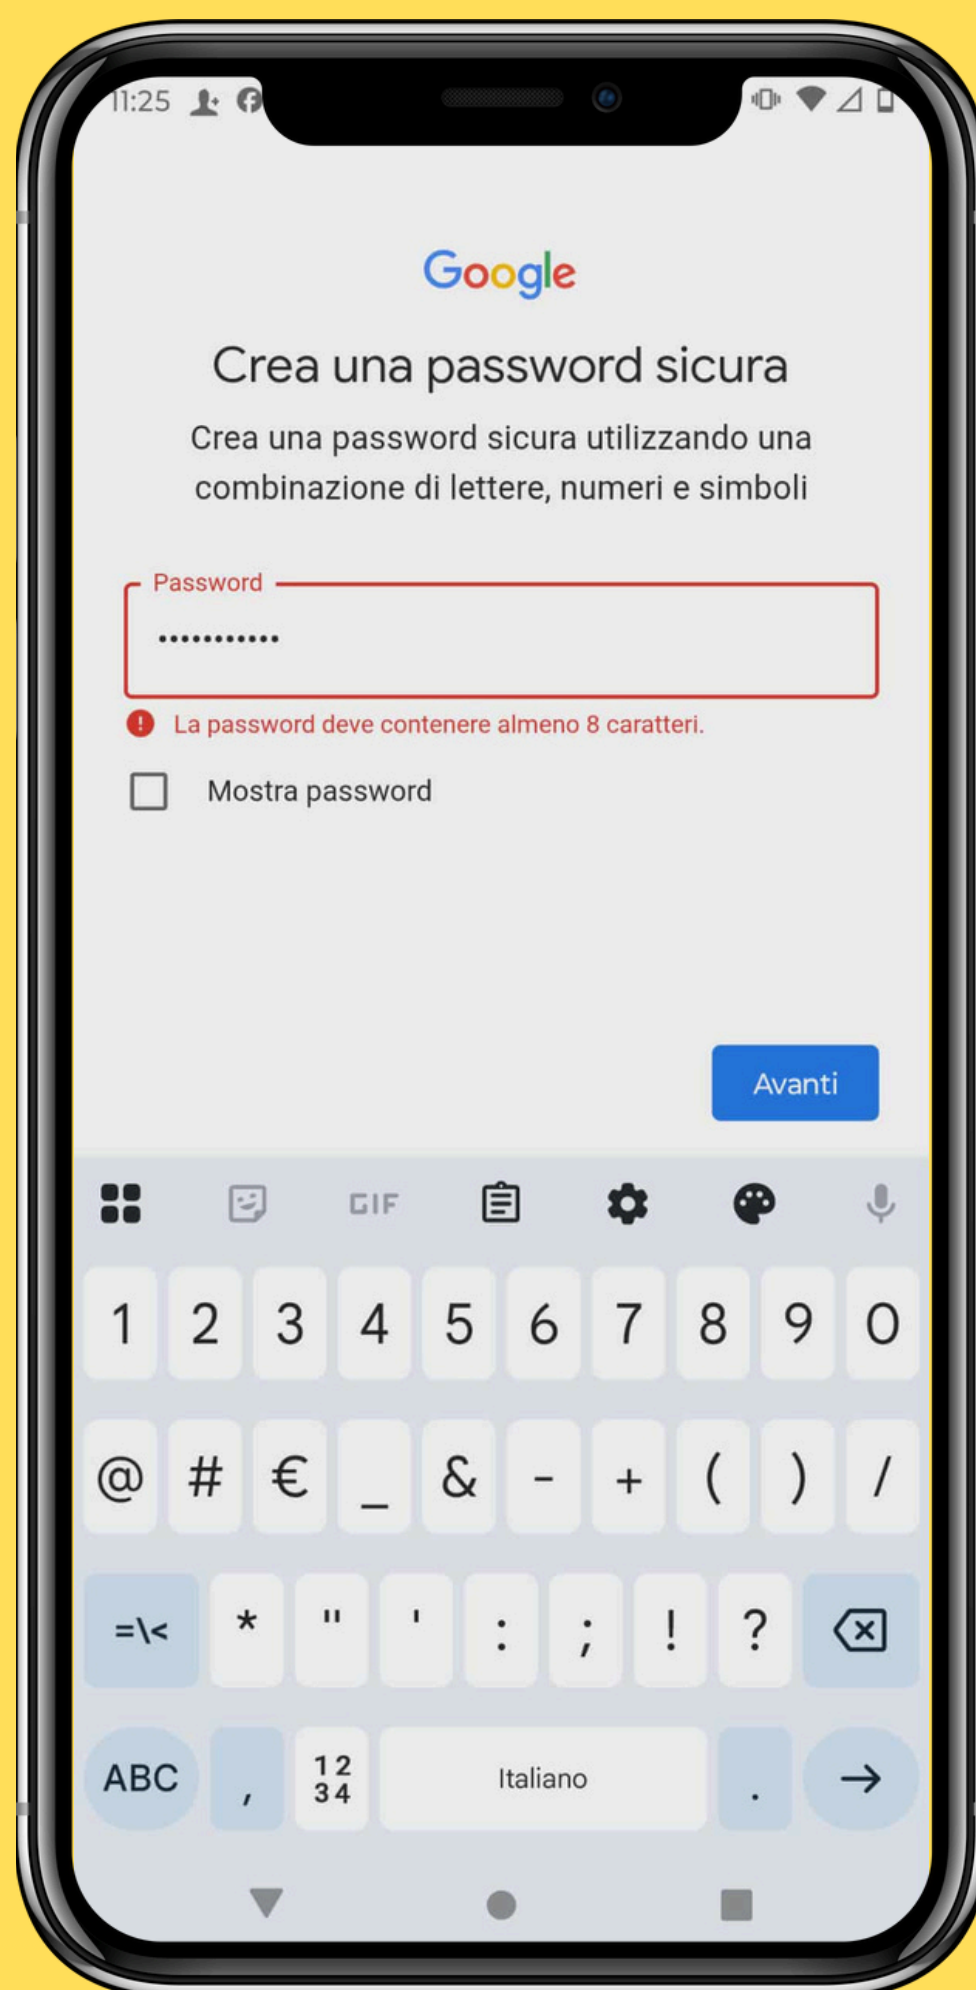 11:25
Google
Crea una password sicura
Crea una password sicura utilizzando una
combinazione di lettere, numeri e simboli
Password
•••••••••••
La password deve contenere almeno 8 caratteri.
Mostra password
Avanti
GIF
1 2 3 4 5 6 7 8 9 0
@ # € _ & - + ( ) /
=\< * " ' : ; ! ?
ABC , 12 34 Italiano .